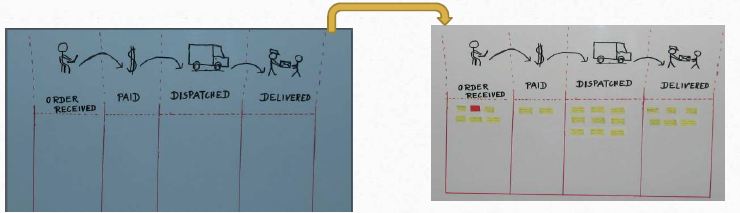 ORDER
RECEIVED
PAID
DISPATCHED
DELIVERED
ORDER
RECEIVED
PAID
DISPATCHED
DELIVERED